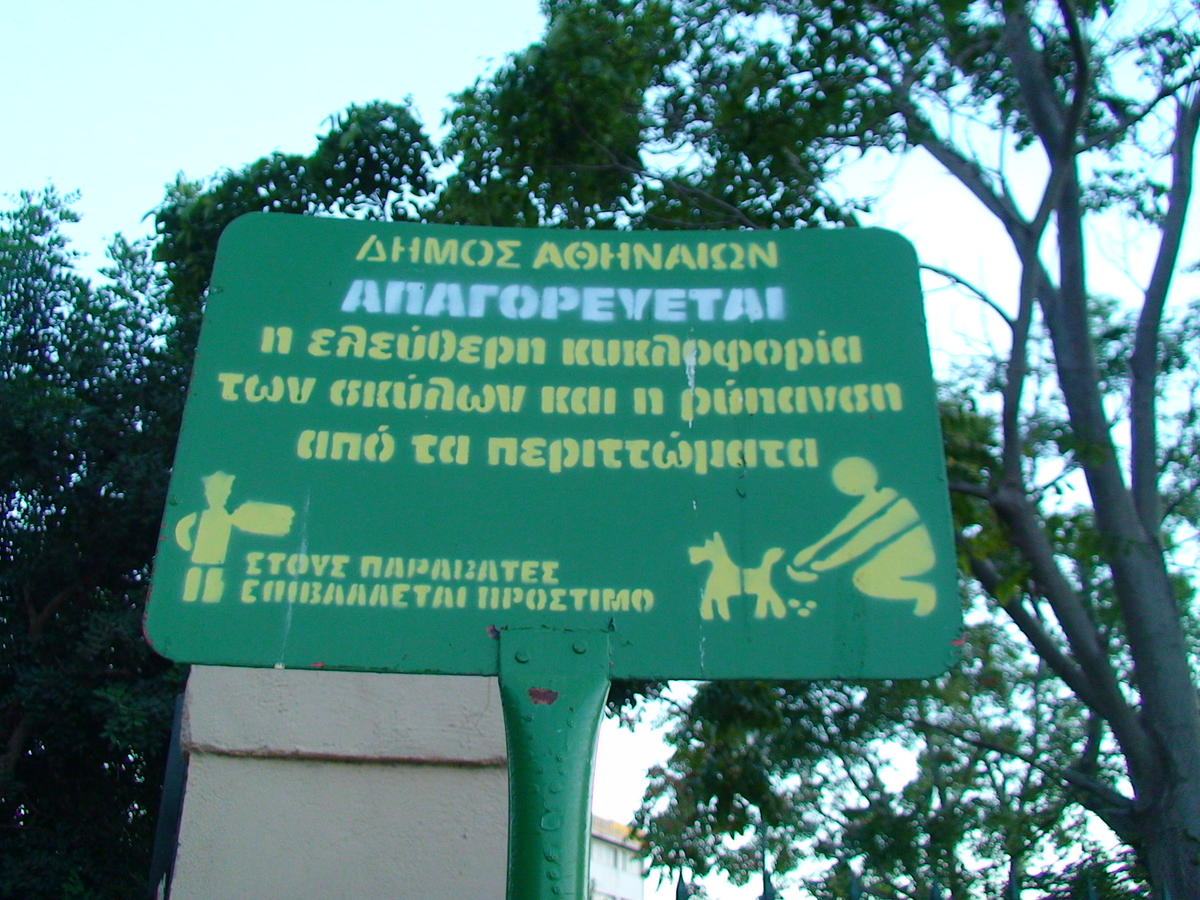 ΔΗΜΟΣ ΑΘΗΝΑΙΩΝ
ΑΠΑΓΟΡΕΥΕΤΑΙ
η ελεύθερη κυκλοφορία
των σκύλων και η ρύπανση
από τα περιττώματα
ΣΤΟΥΣ ΠΑΡΑΒΑΤΕΣ
ΕΠΙΒΑΛΛΕΤΑΙ ΠΡΟΣΤΙΜΟ